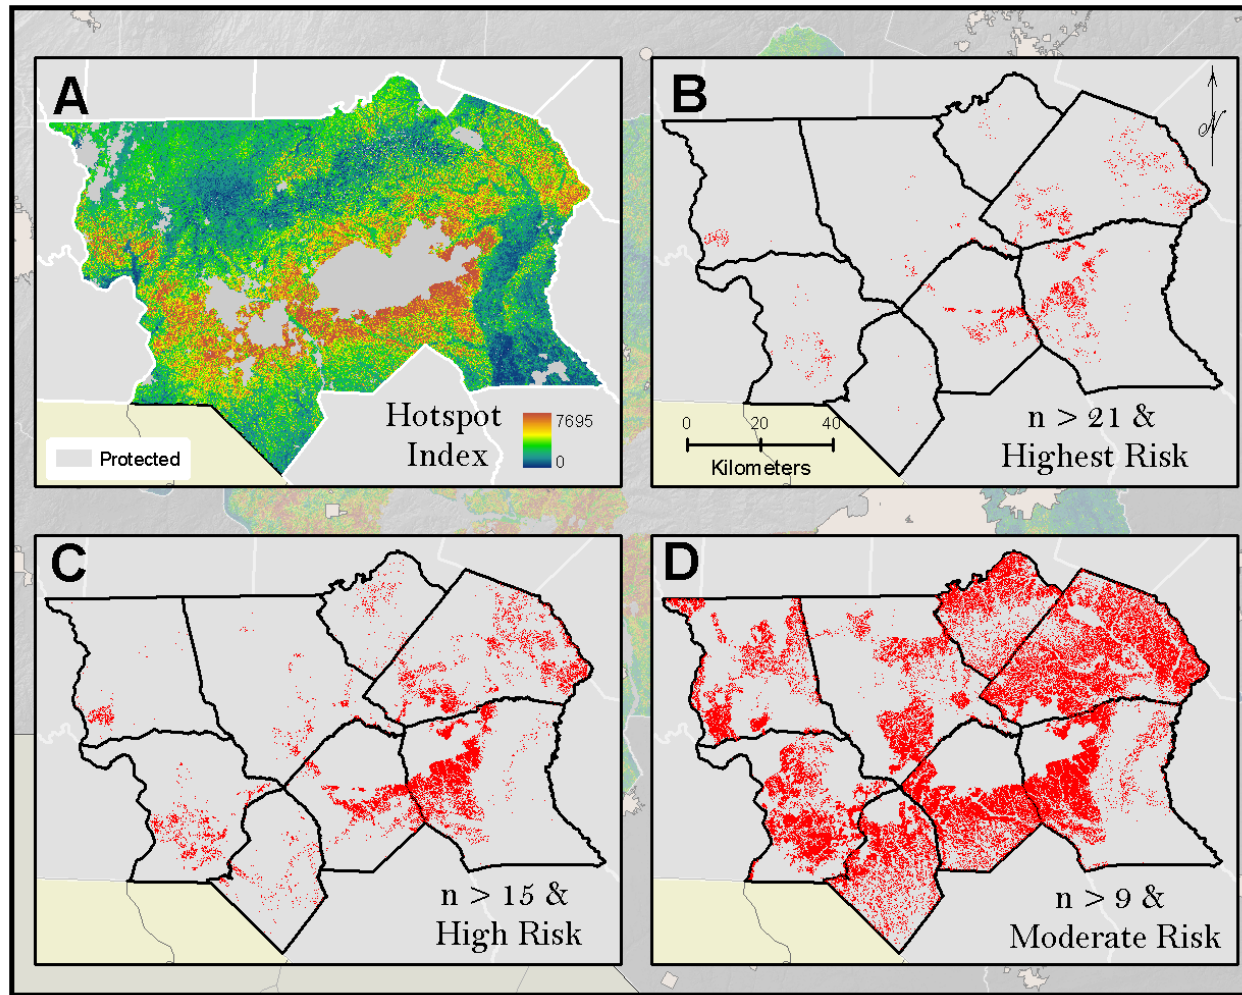 A
Hotspot
Index
7695
0
Protected
B
N
0 20 40
Kilometers
n > 21 &
Highest Risk
C
n > 15 &
High Risk
D
n > 9 &
Moderate Risk